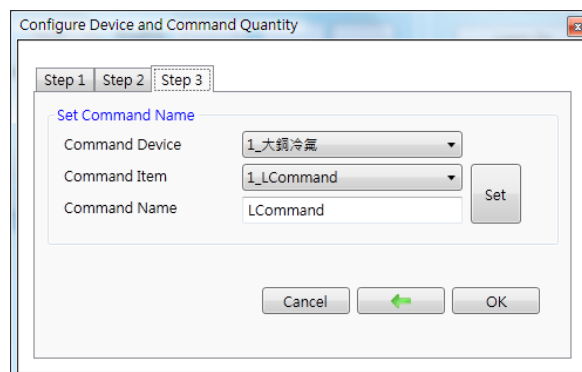 Configure Device and Command Quantity
Step 1 Step 2 Step 3
Set Command Name
Command Device 1_大鋼冷氣
Command Item 1_LCommand
Command Name LCommand
Set
Cancel OK